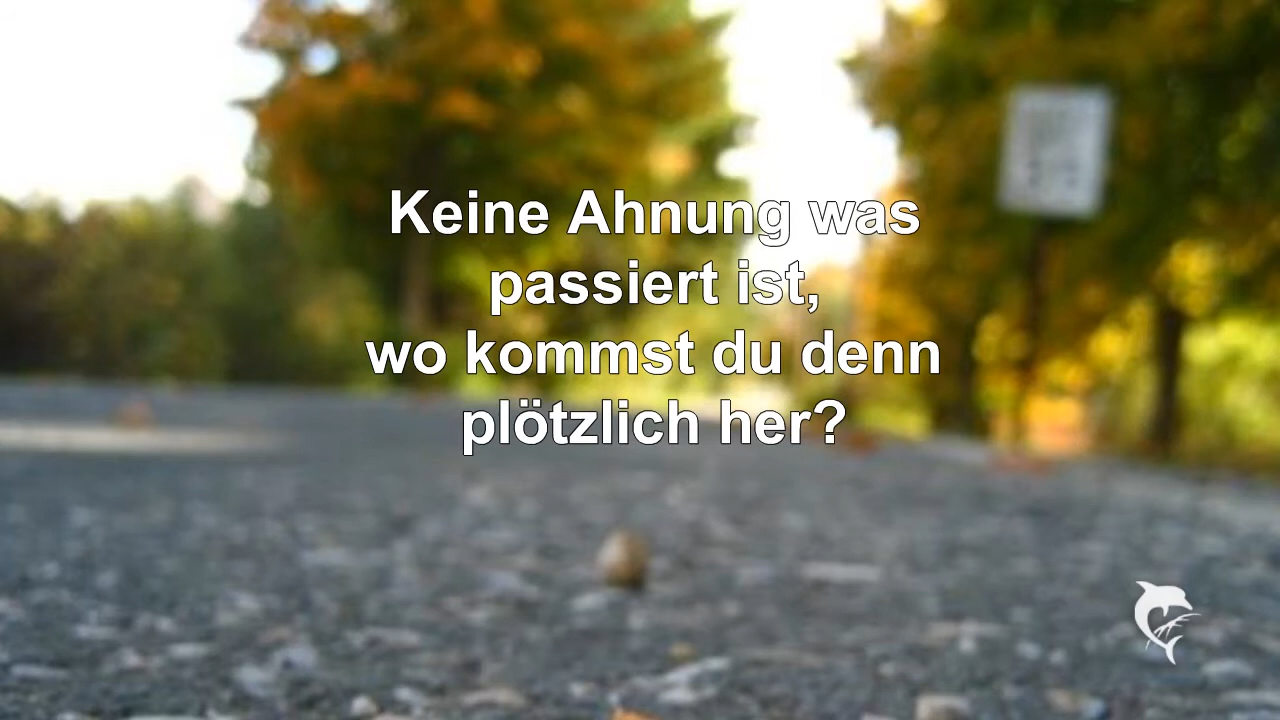 Keine Ahnung was
passiert ist,
wo kommst du denn
plötzlich her?